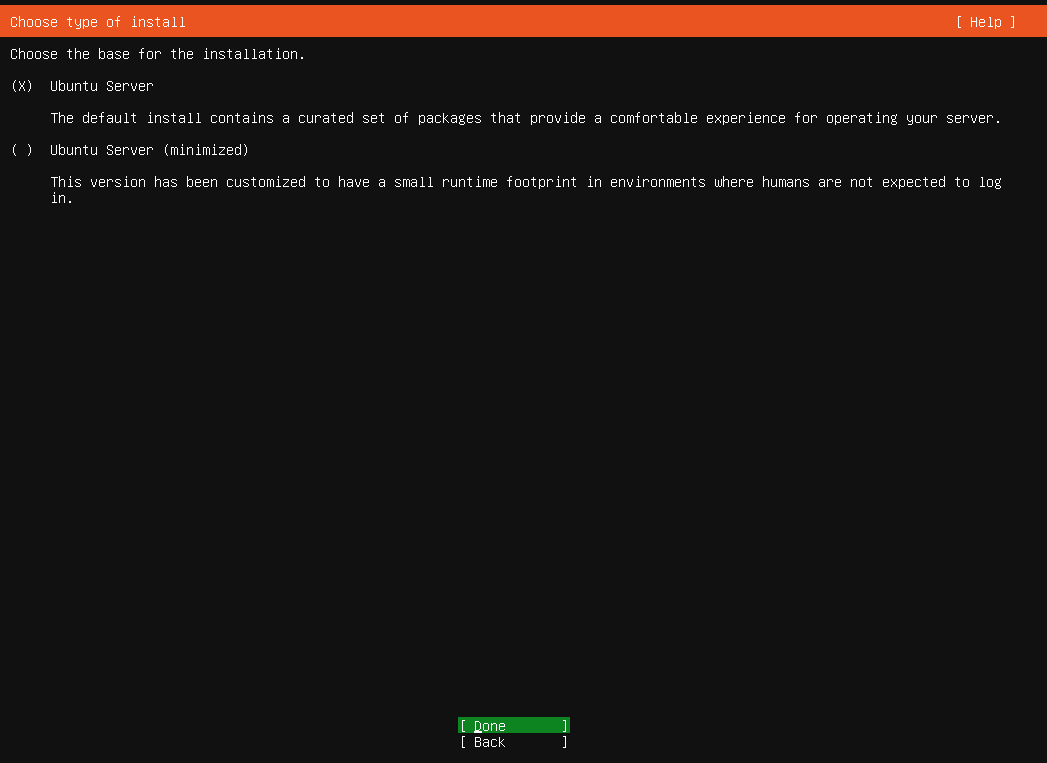 Choose type of install [ Help ]
Choose the base for the installation.
(X) Ubuntu Server
The default install contains a curated set of packages that provide a comfortable experience for operating your server.
( ) Ubuntu Server (minimized)
This version has been customized to have a small runtime footprint in environments where humans are not expected to log
in.
[ Done ]
[ Back ]